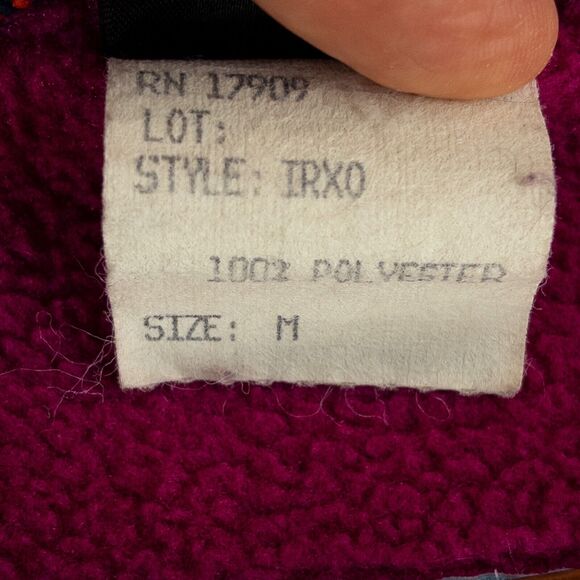 RN 17909
LOT:
STYLE: IRXO
100% POLYESTER
SIZE: M